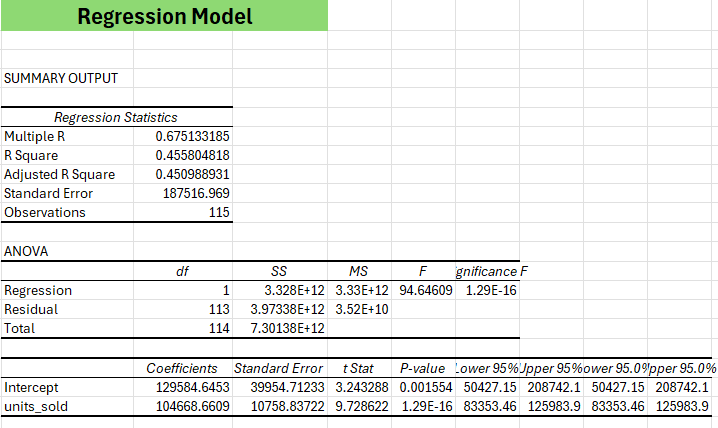 Regression Model
SUMMARY OUTPUT
Regression Statistics
Multiple R 0.675133185
R Square 0.455804818
Adjusted R Square 0.450988931
Standard Error 187516.969
Observations 115
ANOVA
df SS MS F gnificance F
Regression 1 3.328E+12 3.33E+12 94.64609 1.29E-16
Residual 113 3.97338E+12 3.52E+10
Total 114 7.30138E+12
Coefficients Standard Error t Stat P-value Lower 95% Upper 95% ower 95.0% pper 95.0%
Intercept 129584.6453 39954.71233 3.243288 0.001554 50427.15 208742.1 50427.15 208742.1
units_sold 104668.6609 10758.83722 9.728622 1.29E-16 83353.46 125983.9 83353.46 125983.9